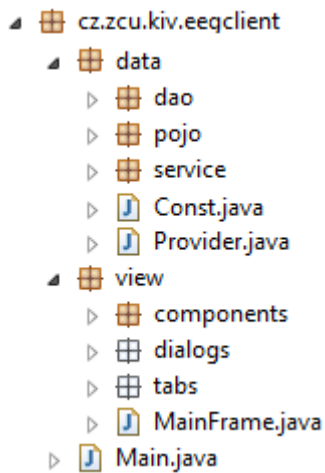 cz.zcu.kiv.eegclient
data
dao
pojo
service
Const.java
Provider.java
view
components
dialogs
tabs
MainFrame.java
Main.java